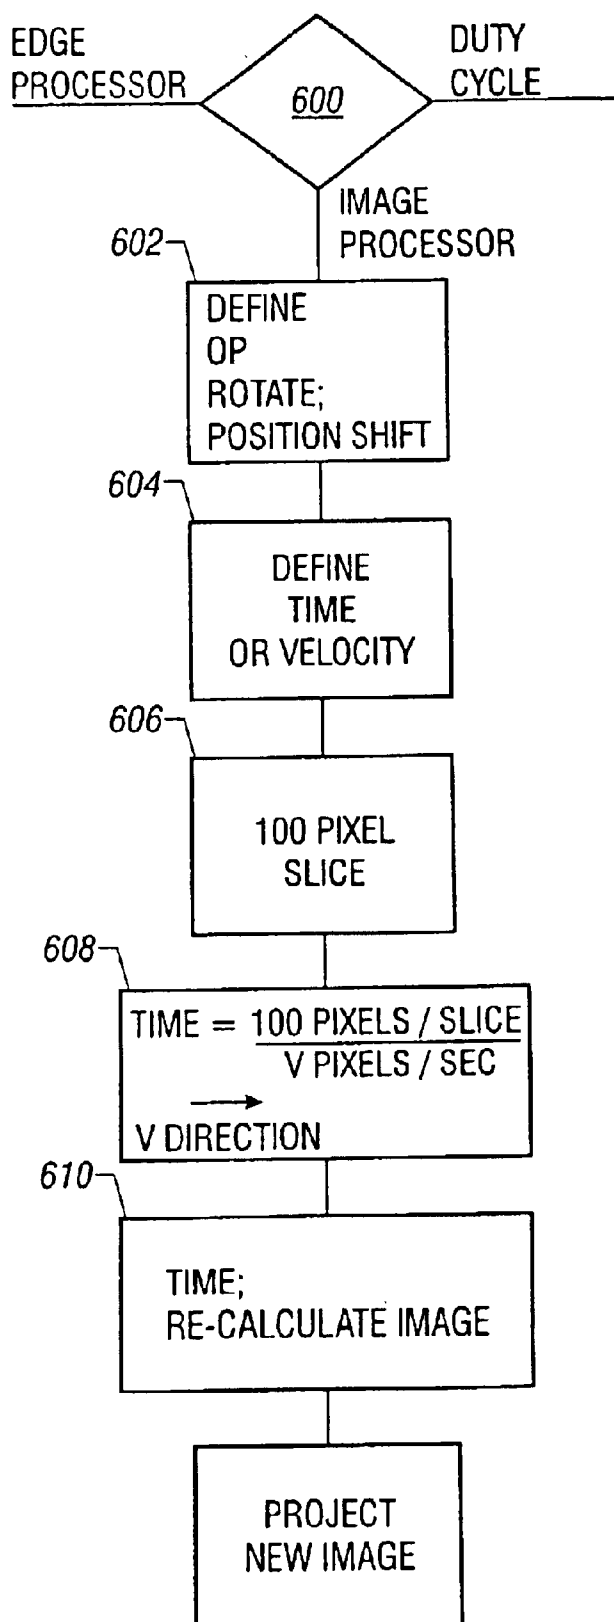 EDGE
PROCESSOR
600
DUTY
CYCLE
IMAGE
PROCESSOR
602
DEFINE
OP
ROTATE;
POSITION SHIFT
604
DEFINE
TIME
OR VELOCITY
606
100 PIXEL
SLICE
608
TIME = 100 PIXELS / SLICE
V PIXELS / SEC
V DIRECTION
610
TIME;
RE-CALCULATE IMAGE
PROJECT
NEW IMAGE